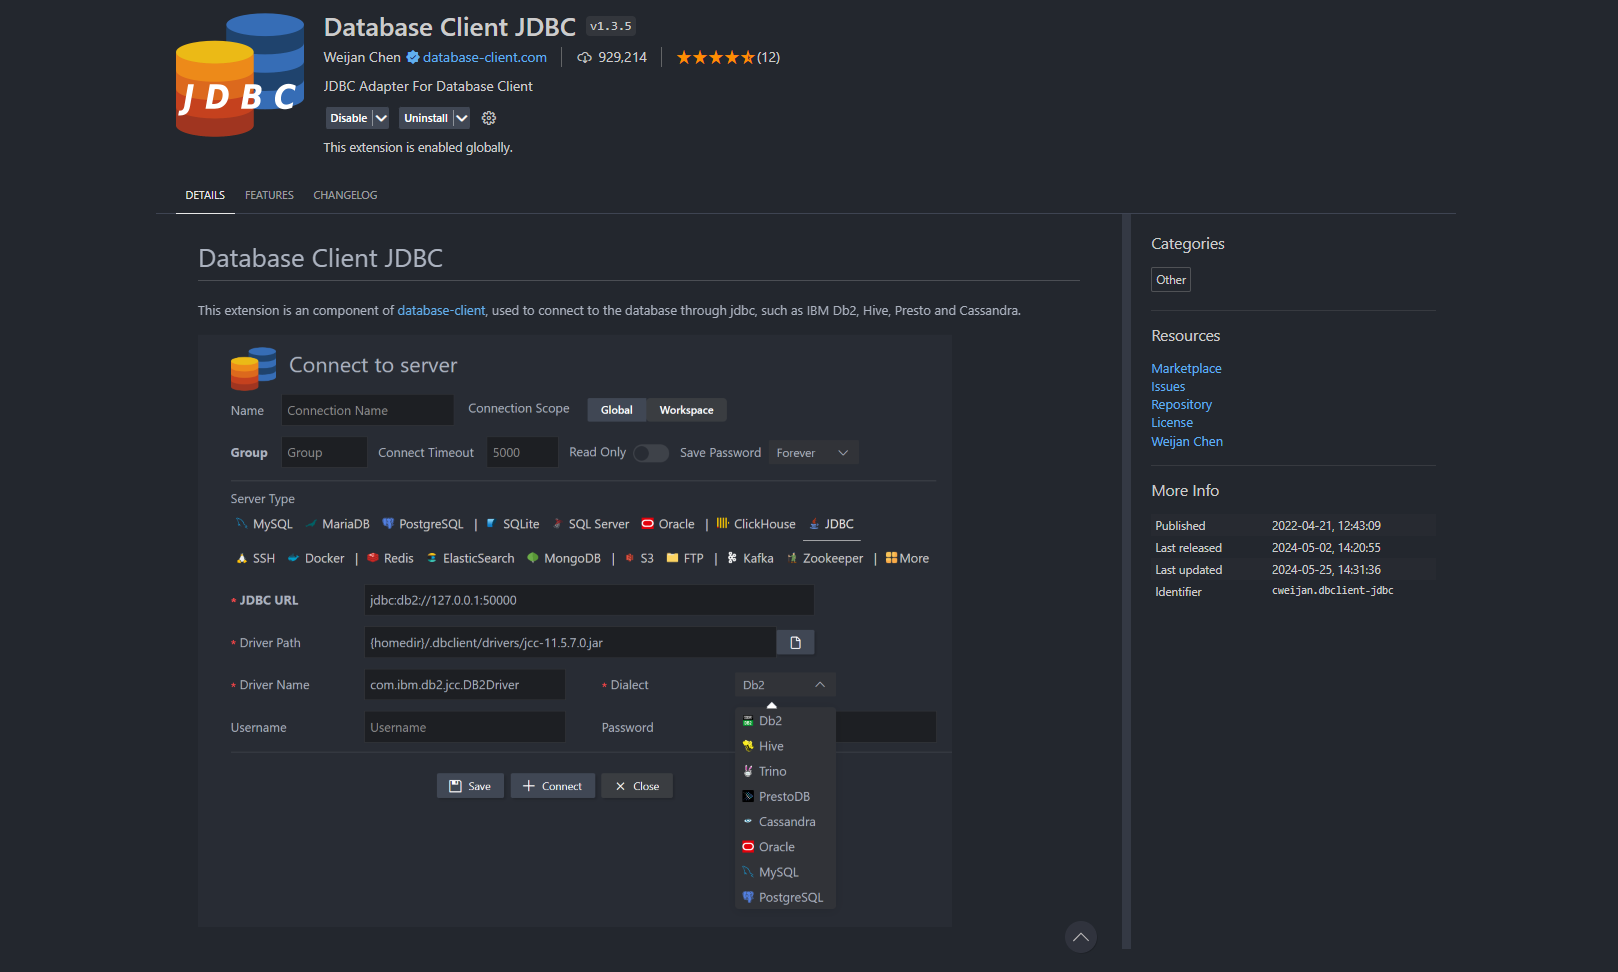 JDBC
Database Client JDBC v1.3.5
Weijan Chen database-client.com 929,214 (12)
JDBC Adapter For Database Client
Disable Uninstall
This extension is enabled globally.
DETAILS FEATURES CHANGELOG
Database Client JDBC
This extension is an component of database-client, used to connect to the database through jdbc, such as IBM Db2, Hive, Presto and Cassandra.
Connect to server
Name Connection Name Connection Scope Global Workspace
Group Group Connect Timeout 5000 Read Only Save Password Forever
Server Type
MySQL MariaDB PostgreSQL | SQLite SQL Server Oracle | ClickHouse JDBC
SSH Docker | Redis ElasticSearch MongoDB | S3 FTP | Kafka Zookeeper | More
* JDBC URL jdbc:db2://127.0.0.1:50000
* Driver Path {homedir}/.dbclient/drivers/jcc-11.5.7.0.jar
* Driver Name com.ibm.db2.jcc.DB2Driver * Dialect Db2
Username Username Password
Db2
Hive
Trino
PrestoDB
Cassandra
Oracle
MySQL
PostgreSQL
Save Connect Close
Categories
Other
Resources
Marketplace
Issues
Repository
License
Weijan Chen
More Info
Published 2022-04-21, 12:43:09
Last released 2024-05-02, 14:20:55
Last updated 2024-05-25, 14:31:36
Identifier cweijan.dbclient-jdbc